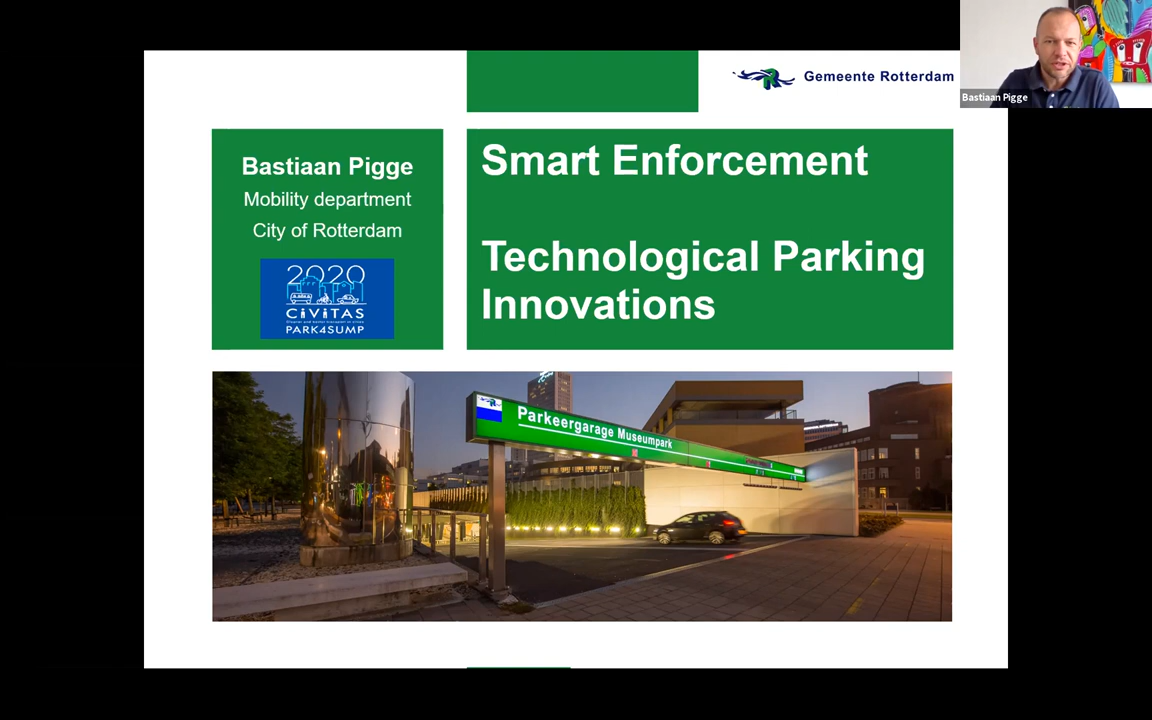 Gemeente Rotterdam
Bastiaan Pigge
Bastiaan Pigge
Mobility department
City of Rotterdam
2020
CiViTAS
PARK4SUMP
Smart Enforcement
Technological Parking
Innovations
Parkeergarage Museumpark